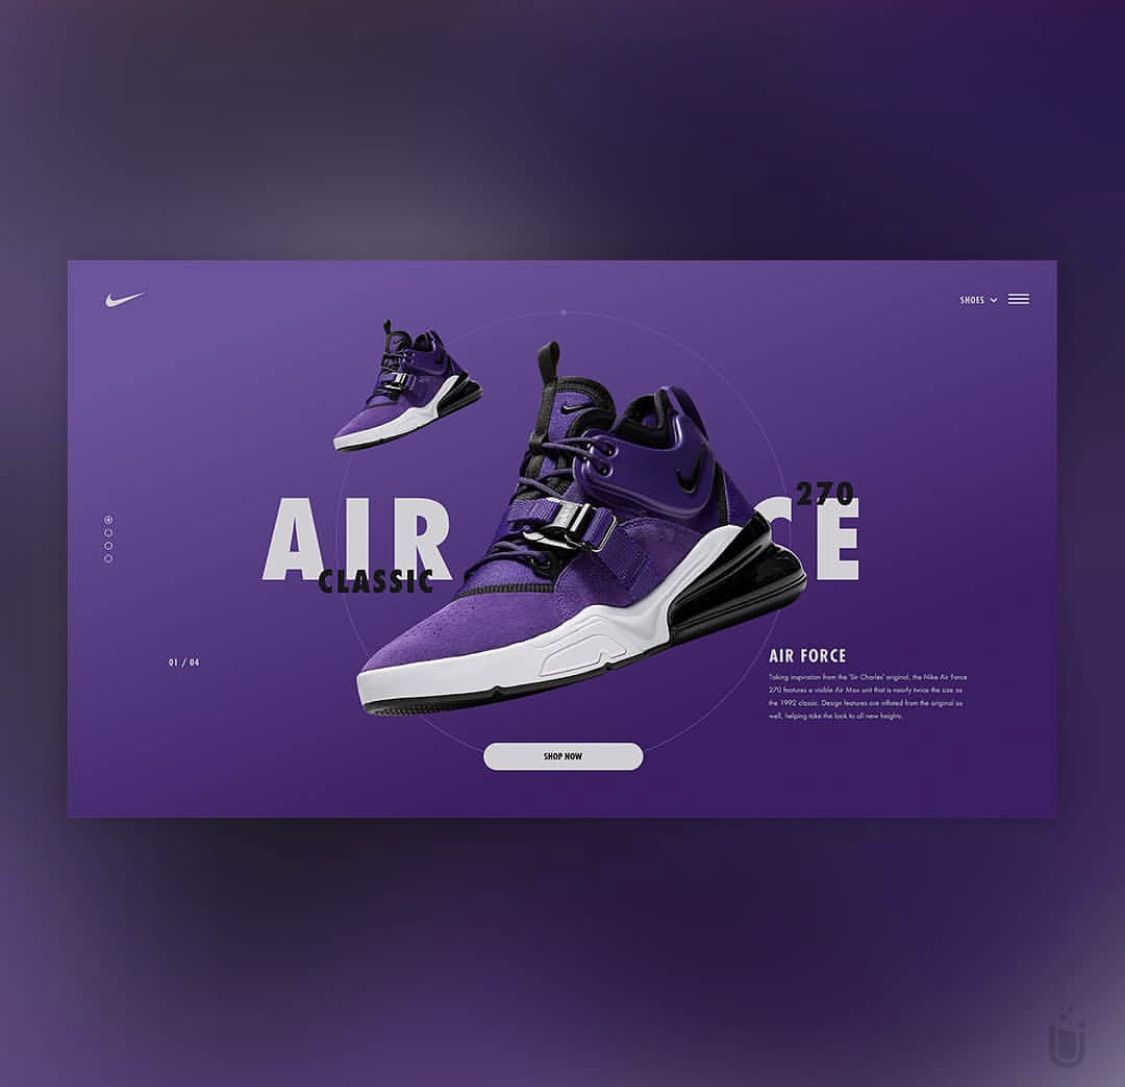 SHOES
270
AIR CE
CLASSIC
01 / 04
AIR FORCE
Taking inspiration from the 'Sir Charles' original, the Nike Air Force
270 features a visible Air Max unit that is nearly twice the size as
the 1992 classic. Design features are inflated from the original as
well, helping take the look to all new heights.
SHOP NOW